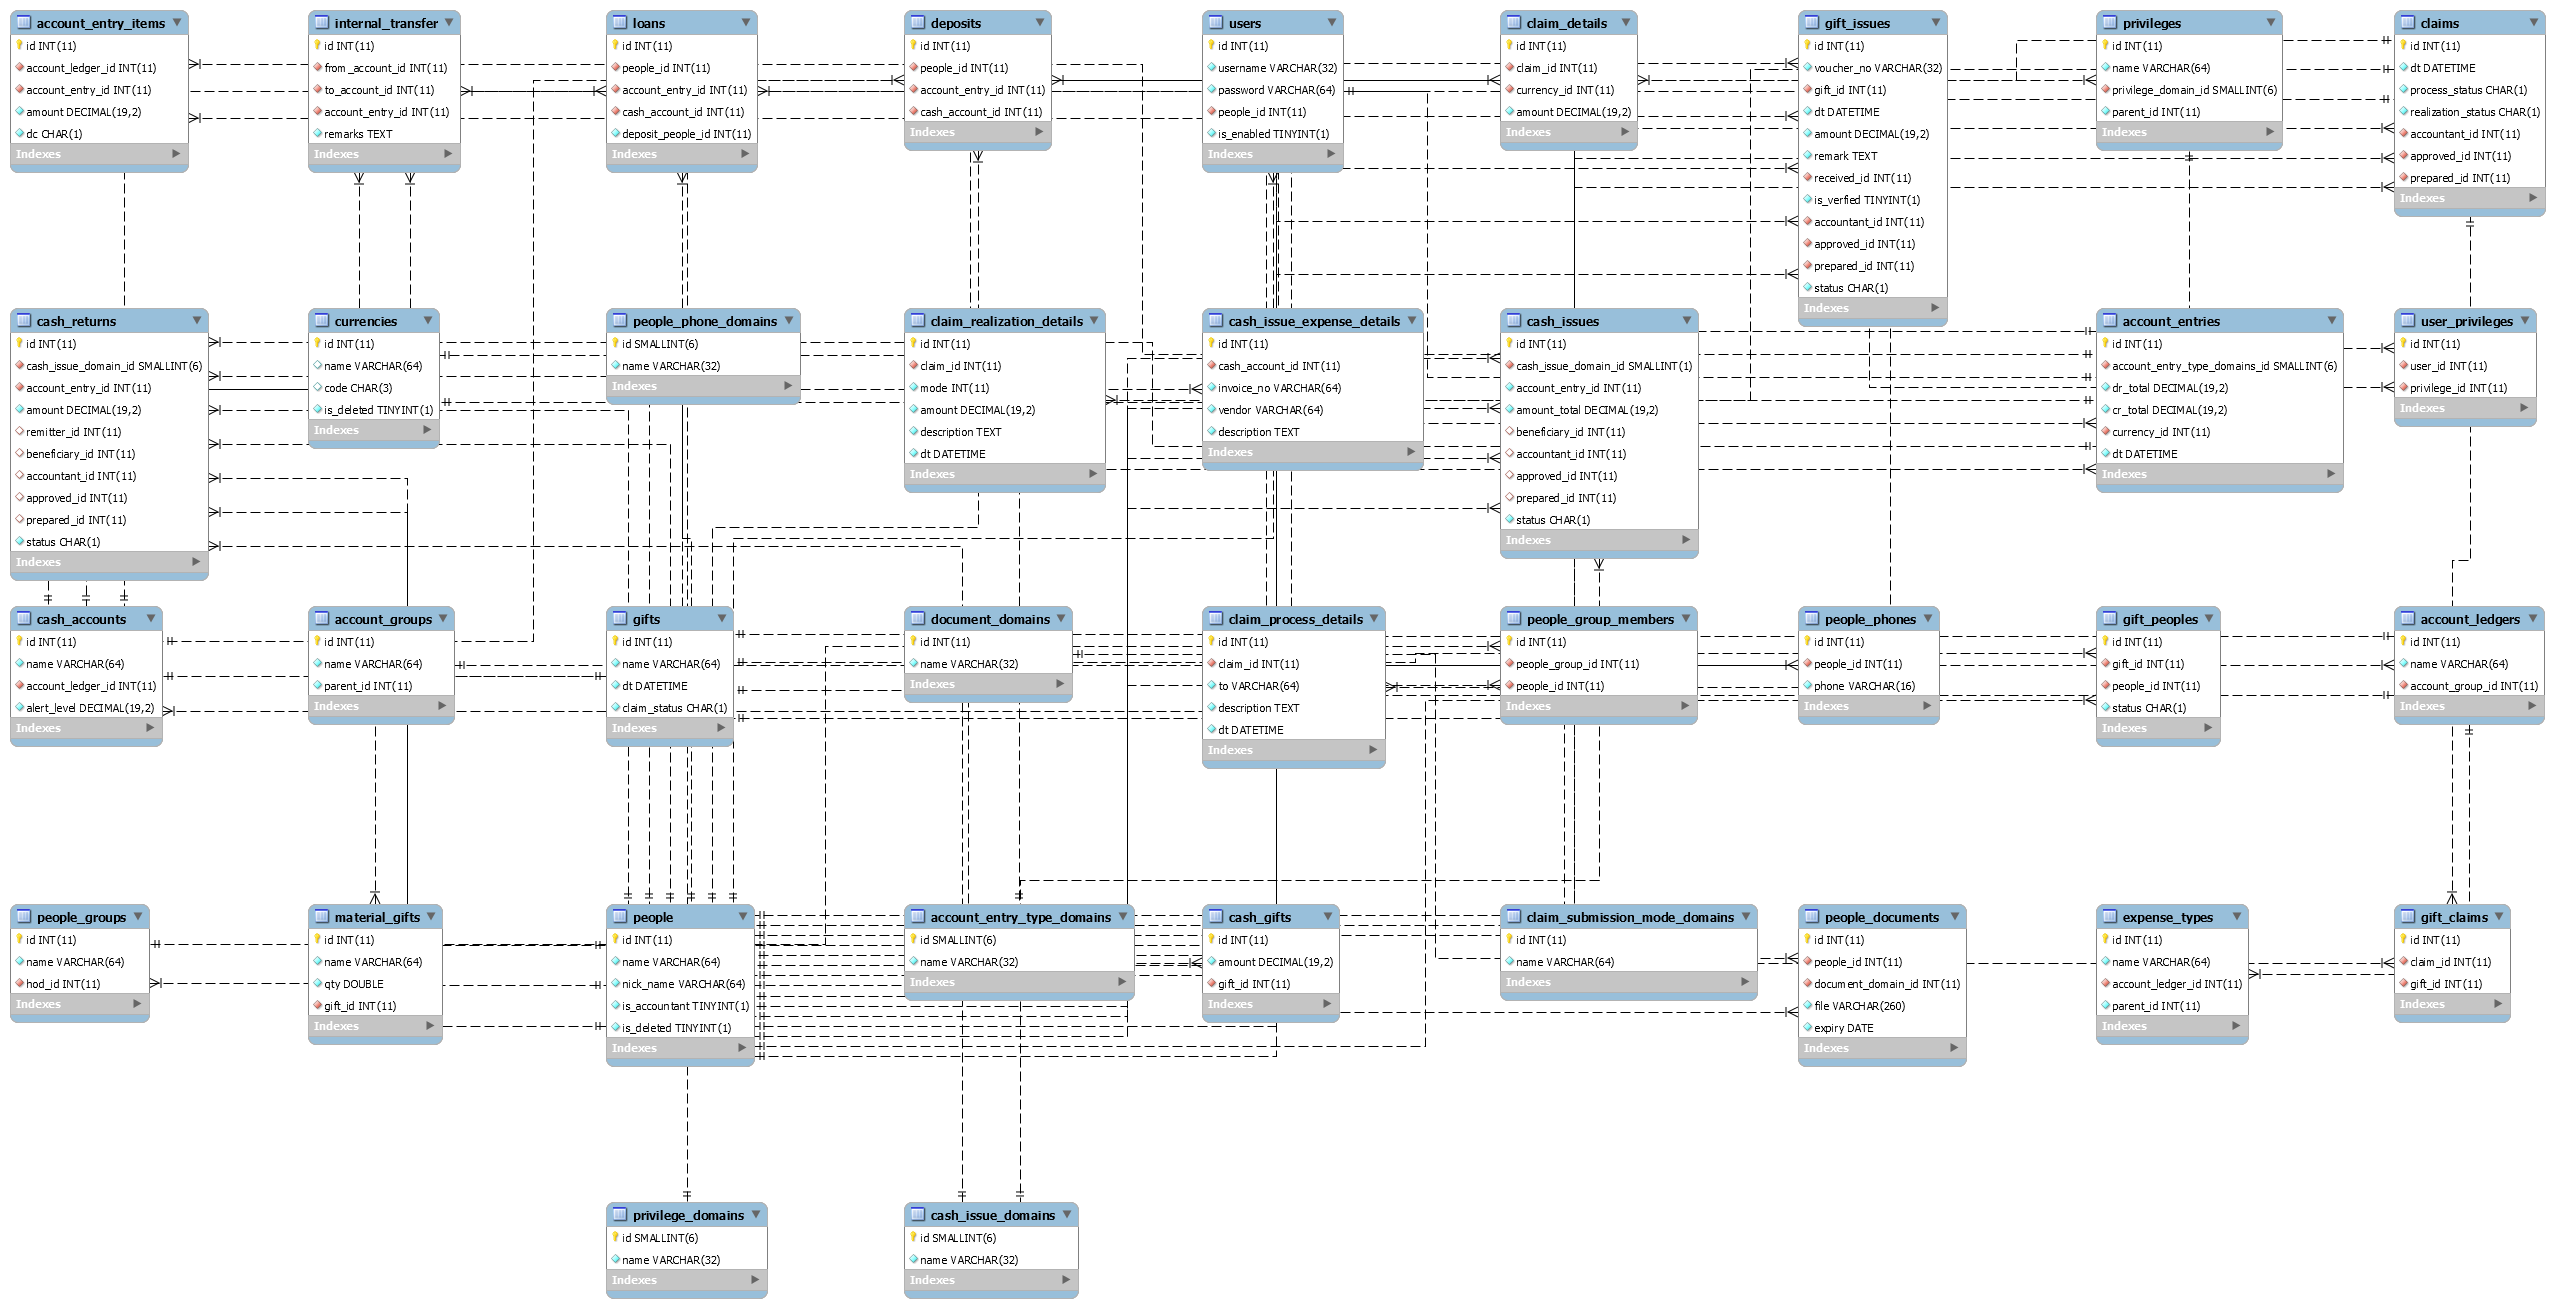 account_entry_items
id INT(11)
account_ledger_id INT(11)
account_entry_id INT(11)
amount DECIMAL(19,2)
dc CHAR(1)
Indexes
internal_transfer
id INT(11)
from_account_id INT(11)
to_account_id INT(11)
account_entry_id INT(11)
remarks TEXT
Indexes
loans
id INT(11)
people_id INT(11)
account_entry_id INT(11)
cash_account_id INT(11)
deposit_people_id INT(11)
Indexes
deposits
id INT(11)
people_id INT(11)
account_entry_id INT(11)
cash_account_id INT(11)
Indexes
users
id INT(11)
username VARCHAR(32)
password VARCHAR(64)
people_id INT(11)
is_enabled TINYINT(1)
Indexes
claim_details
id INT(11)
claim_id INT(11)
currency_id INT(11)
amount DECIMAL(19,2)
Indexes
gift_issues
id INT(11)
voucher_no VARCHAR(32)
gift_id INT(11)
dt DATETIME
amount DECIMAL(19,2)
remark TEXT
received_id INT(11)
is_verfied TINYINT(1)
accountant_id INT(11)
approved_id INT(11)
prepared_id INT(11)
status CHAR(1)
Indexes
privileges
id INT(11)
name VARCHAR(64)
privilege_domain_id SMALLINT(6)
parent_id INT(11)
Indexes
claims
id INT(11)
dt DATETIME
process_status CHAR(1)
realization_status CHAR(1)
accountant_id INT(11)
approved_id INT(11)
prepared_id INT(11)
Indexes
cash_returns
id INT(11)
cash_issue_domain_id SMALLINT(6)
account_entry_id INT(11)
amount DECIMAL(19,2)
remitter_id INT(11)
beneficiary_id INT(11)
accountant_id INT(11)
approved_id INT(11)
prepared_id INT(11)
status CHAR(1)
Indexes
currencies
id INT(11)
name VARCHAR(64)
code CHAR(3)
is_deleted TINYINT(1)
Indexes
people_phone_domains
id SMALLINT(6)
name VARCHAR(32)
Indexes
claim_realization_details
id INT(11)
claim_id INT(11)
mode INT(11)
amount DECIMAL(19,2)
description TEXT
dt DATETIME
Indexes
cash_issue_expense_details
id INT(11)
cash_account_id INT(11)
invoice_no VARCHAR(64)
vendor VARCHAR(64)
description TEXT
Indexes
cash_issues
id INT(11)
cash_issue_domain_id SMALLINT(1)
account_entry_id INT(11)
amount_total DECIMAL(19,2)
beneficiary_id INT(11)
accountant_id INT(11)
approved_id INT(11)
prepared_id INT(11)
status CHAR(1)
Indexes
account_entries
id INT(11)
account_entry_type_domains_id SMALLINT(6)
dr_total DECIMAL(19,2)
cr_total DECIMAL(19,2)
currency_id INT(11)
dt DATETIME
Indexes
user_privileges
id INT(11)
user_id INT(11)
privilege_id INT(11)
Indexes
cash_accounts
id INT(11)
name VARCHAR(64)
account_ledger_id INT(11)
alert_level DECIMAL(19,2)
Indexes
account_groups
id INT(11)
name VARCHAR(64)
parent_id INT(11)
Indexes
gifts
id INT(11)
name VARCHAR(64)
dt DATETIME
claim_status CHAR(1)
Indexes
document_domains
id INT(11)
name VARCHAR(32)
Indexes
claim_process_details
id INT(11)
claim_id INT(11)
to VARCHAR(64)
description TEXT
dt DATETIME
Indexes
people_group_members
id INT(11)
people_group_id INT(11)
people_id INT(11)
Indexes
people_phones
id INT(11)
people_id INT(11)
phone VARCHAR(16)
Indexes
gift_peoples
id INT(11)
gift_id INT(11)
people_id INT(11)
status CHAR(1)
Indexes
account_ledgers
id INT(11)
name VARCHAR(64)
account_group_id INT(11)
Indexes
people_groups
id INT(11)
name VARCHAR(64)
hod_id INT(11)
Indexes
material_gifts
id INT(11)
name VARCHAR(64)
qty DOUBLE
gift_id INT(11)
Indexes
people
id INT(11)
name VARCHAR(64)
nick_name VARCHAR(64)
is_accountant TINYINT(1)
is_deleted TINYINT(1)
Indexes
account_entry_type_domains
id SMALLINT(6)
name VARCHAR(32)
Indexes
cash_gifts
id INT(11)
amount DECIMAL(19,2)
gift_id INT(11)
Indexes
claim_submission_mode_domains
id INT(11)
name VARCHAR(64)
Indexes
people_documents
id INT(11)
people_id INT(11)
document_domain_id INT(11)
file VARCHAR(260)
expiry DATE
Indexes
expense_types
id INT(11)
name VARCHAR(64)
account_ledger_id INT(11)
parent_id INT(11)
Indexes
gift_claims
id INT(11)
claim_id INT(11)
gift_id INT(11)
Indexes
privilege_domains
id SMALLINT(6)
name VARCHAR(32)
Indexes
cash_issue_domains
id SMALLINT(6)
name VARCHAR(32)
Indexes